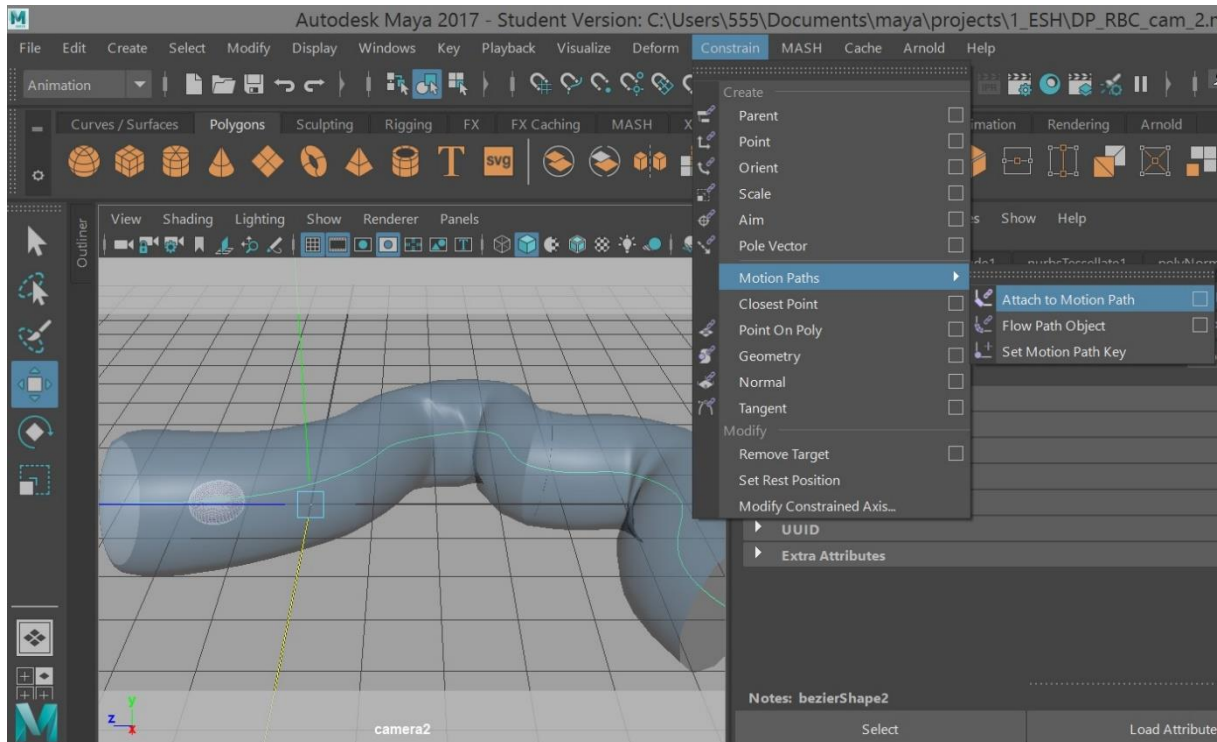 Autodesk Maya 2017 - Student Version: C:\Users\555\Documents\maya\projects\1_ESH\DP_RBC_cam_2.m
File Edit Create Select Modify Display Windows Key Playback Visualize Deform Constrain MASH Cache Arnold Help
Animation
Curves / Surfaces Polygons Sculpting Rigging FX FX Caching MASH X
Rendering Arnold
T svg
View Shading Lighting Show Renderer Panels
Outliner
Create
Parent
Point
Orient
Scale
Aim
Pole Vector
Motion Paths
Closest Point
Point On Poly
Geometry
Normal
Tangent
Modify
Remove Target
Set Rest Position
Modify Constrained Axis...
Show Help
Attach to Motion Path
Flow Path Object
Set Motion Path Key
UUID
Extra Attributes
Notes: bezierShape2
Select Load Attribute
y
z x
camera2